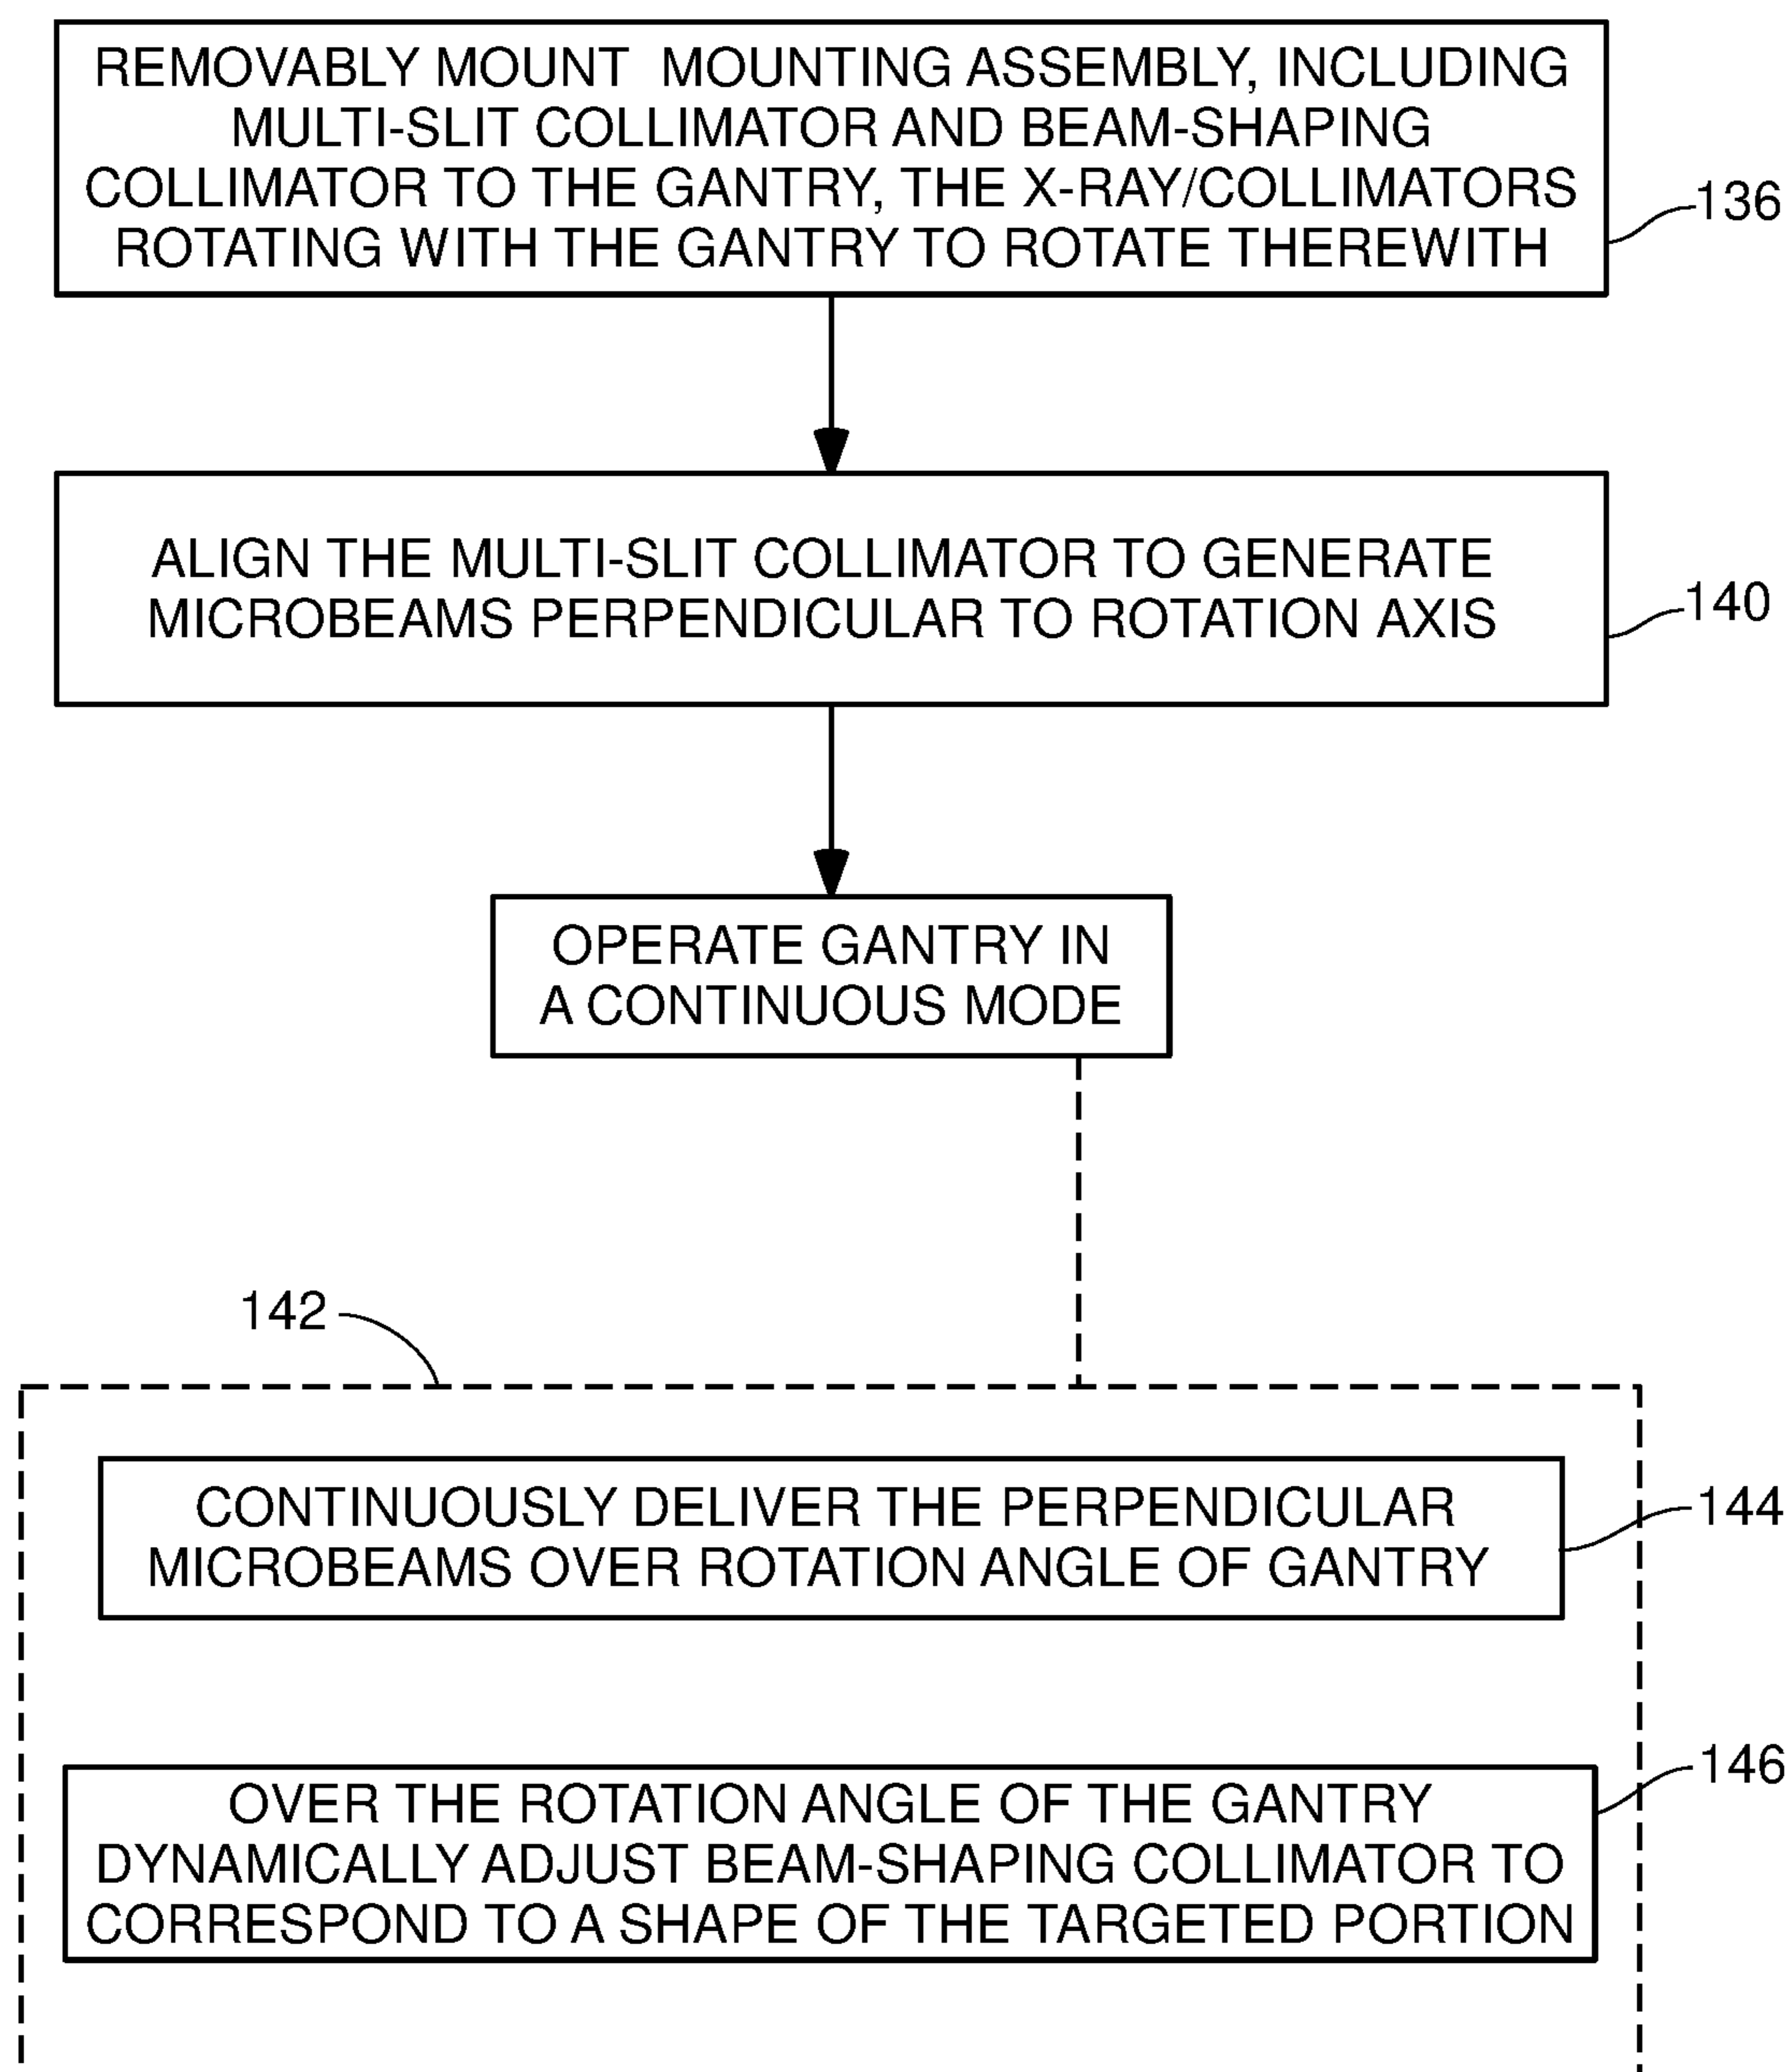 REMOVABLY MOUNT MOUNTING ASSEMBLY, INCLUDING
MULTI-SLIT COLLIMATOR AND BEAM-SHAPING
COLLIMATOR TO THE GANTRY, THE X-RAY/COLLIMATORS
ROTATING WITH THE GANTRY TO ROTATE THEREWITH
136
ALIGN THE MULTI-SLIT COLLIMATOR TO GENERATE
MICROBEAMS PERPENDICULAR TO ROTATION AXIS
140
OPERATE GANTRY IN
A CONTINUOUS MODE
142
CONTINUOUSLY DELIVER THE PERPENDICULAR
MICROBEAMS OVER ROTATION ANGLE OF GANTRY
144
OVER THE ROTATION ANGLE OF THE GANTRY
DYNAMICALLY ADJUST BEAM-SHAPING COLLIMATOR TO
CORRESPOND TO A SHAPE OF THE TARGETED PORTION
146